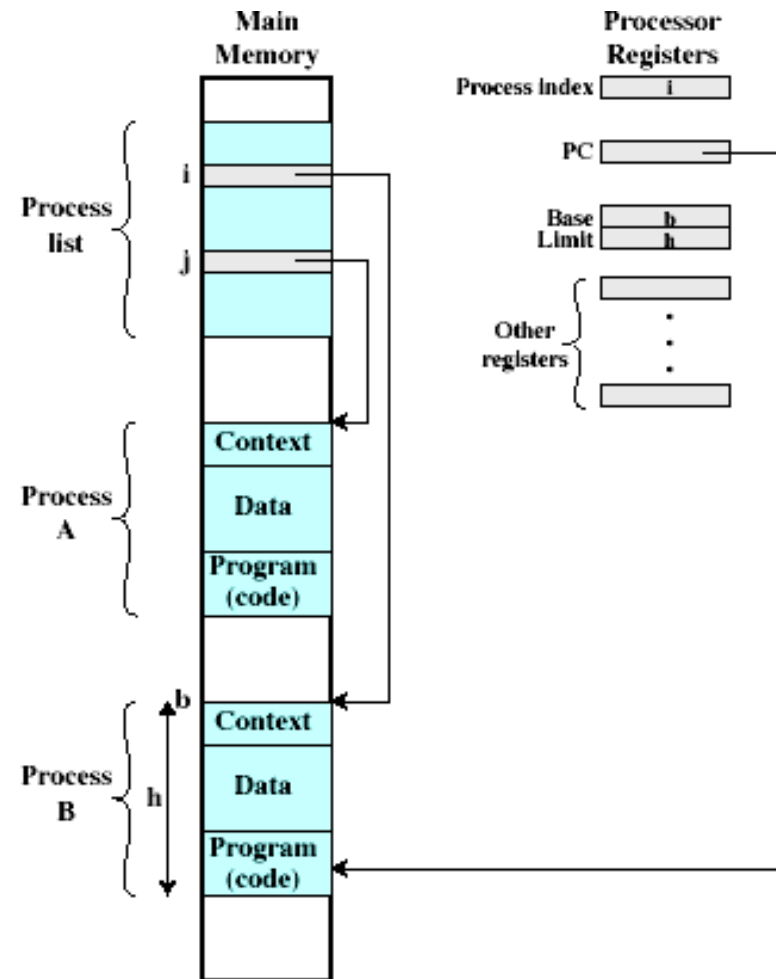 Main
Memory
Processor
Registers
Process index
i
PC
i
Process
list
Base
b
Limit
h
j
Other
registers
Context
Process
A
Data
Program
(code)
b
Context
Process
B
h
Data
Program
(code)